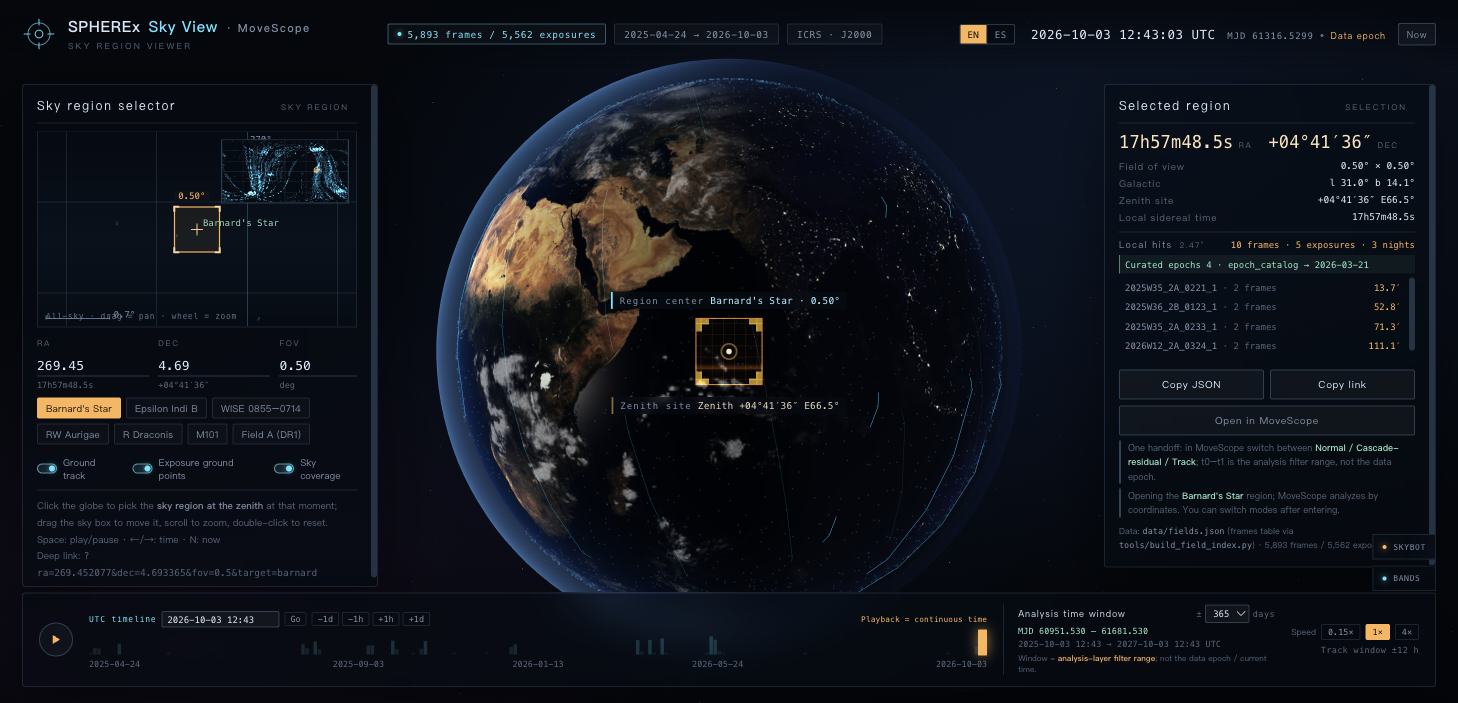 SPHEREx Sky View · MoveScope
SKY REGION VIEWER
5,893 frames / 5,562 exposures
2025-04-24 → 2026-10-03
ICRS · J2000
EN ES
2026-10-03 12:43:03 UTC MJD 61316.5299 • Data epoch
Now
Sky region selector
SKY REGION
0.50°
Barnard's Star
All-sky · drag = pan · wheel = zoom
0.7°
RA DEC FOV
269.45 4.69 0.50
17h57m48.5s +04°41′36″ deg
Barnard's Star Epsilon Indi B WISE 0855−0714
RW Aurigae R Draconis M101 Field A (DR1)
Ground track
Exposure ground points
Sky coverage
Click the globe to pick the sky region at the zenith at that moment;
drag the sky box to move it, scroll to zoom, double-click to reset.
Space: play/pause · ←/→: time · N: now
Deep link: ?
ra=269.452077&dec=4.693365&fov=0.5&target=barnard
Region center Barnard's Star · 0.50°
Zenith site Zenith +04°41′36″ E66.5°
Selected region
SELECTION
17h57m48.5s RA +04°41′36″ DEC
Field of view 0.50° × 0.50°
Galactic l 31.0° b 14.1°
Zenith site +04°41′36″ E66.5°
Local sidereal time 17h57m48.5s
Local hits 2.47° 10 frames · 5 exposures · 3 nights
Curated epochs 4 · epoch_catalog → 2026-03-21
2025W35_2A_0221_1 · 2 frames 13.7′
2026W36_2B_0123_1 · 2 frames 52.8′
2025W35_2A_0233_1 · 2 frames 71.3′
2026W12_2A_0324_1 · 2 frames 111.1′
Copy JSON
Copy link
Open in MoveScope
One handoff: in MoveScope switch between Normal / Cascade-
residual / Track; t0–t1 is the analysis filter range, not the data
epoch.
Opening the Barnard's Star region; MoveScope analyzes by
coordinates. You can switch modes after entering.
Data: data/fields.json (frames table via
tools/build_field_index.py) · 5,893 frames / 5,562 expo
SKYBOT
BANDS
UTC timeline 2026-10-03 12:43 Go −1d −1h +1h +1d
Playback = continuous time
2025-04-24 2025-09-03 2026-01-13 2026-05-24 2026-10-03
Analysis time window ± 365 days
MJD 60951.530 – 61681.530
2025-10-03 12:43 → 2027-10-03 12:43 UTC
Window = analysis-layer filter range; not the data epoch / current
time.
Speed 0.15× 1× 4×
Track window ±12 h